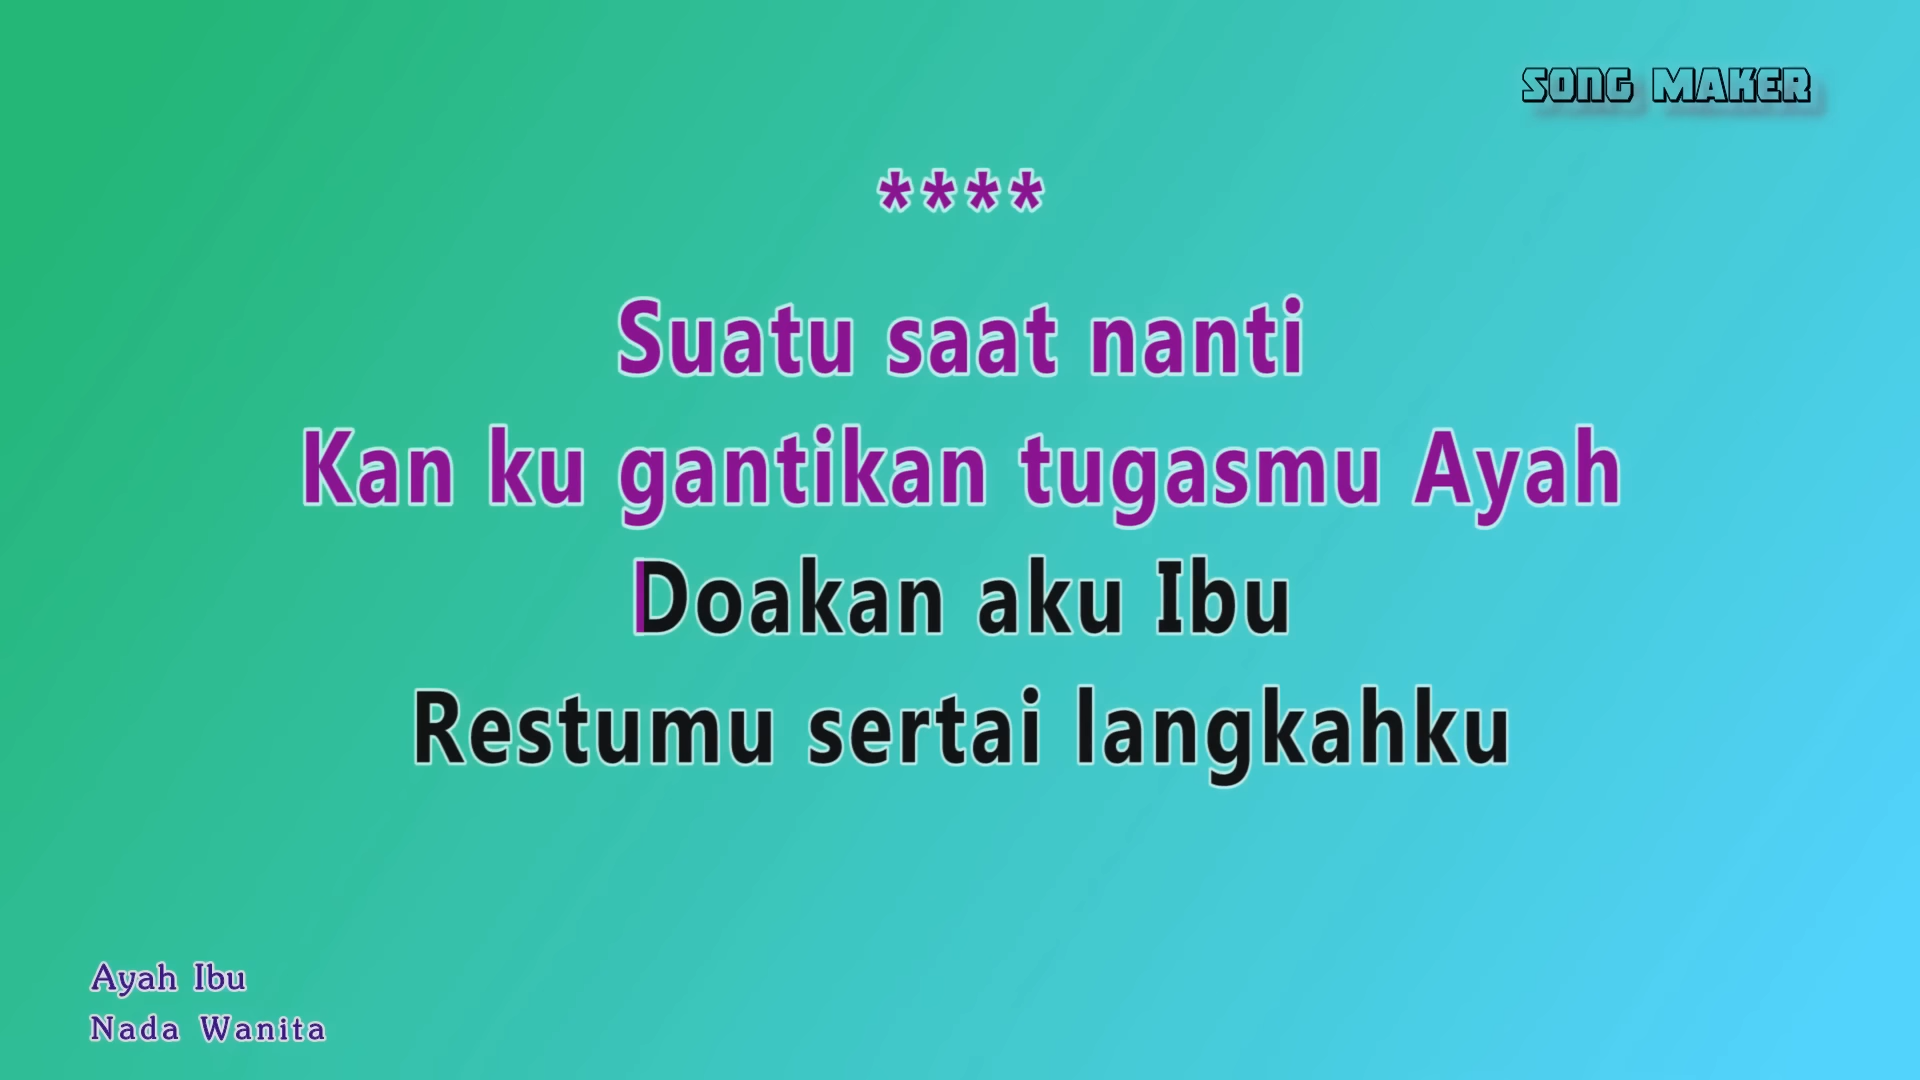 SONG MAKER
****
Suatu saat nanti
Kan ku gantikan tugasmu Ayah
Doakan aku Ibu
Restumu sertai langkahku
Ayah Ibu
Nada Wanita